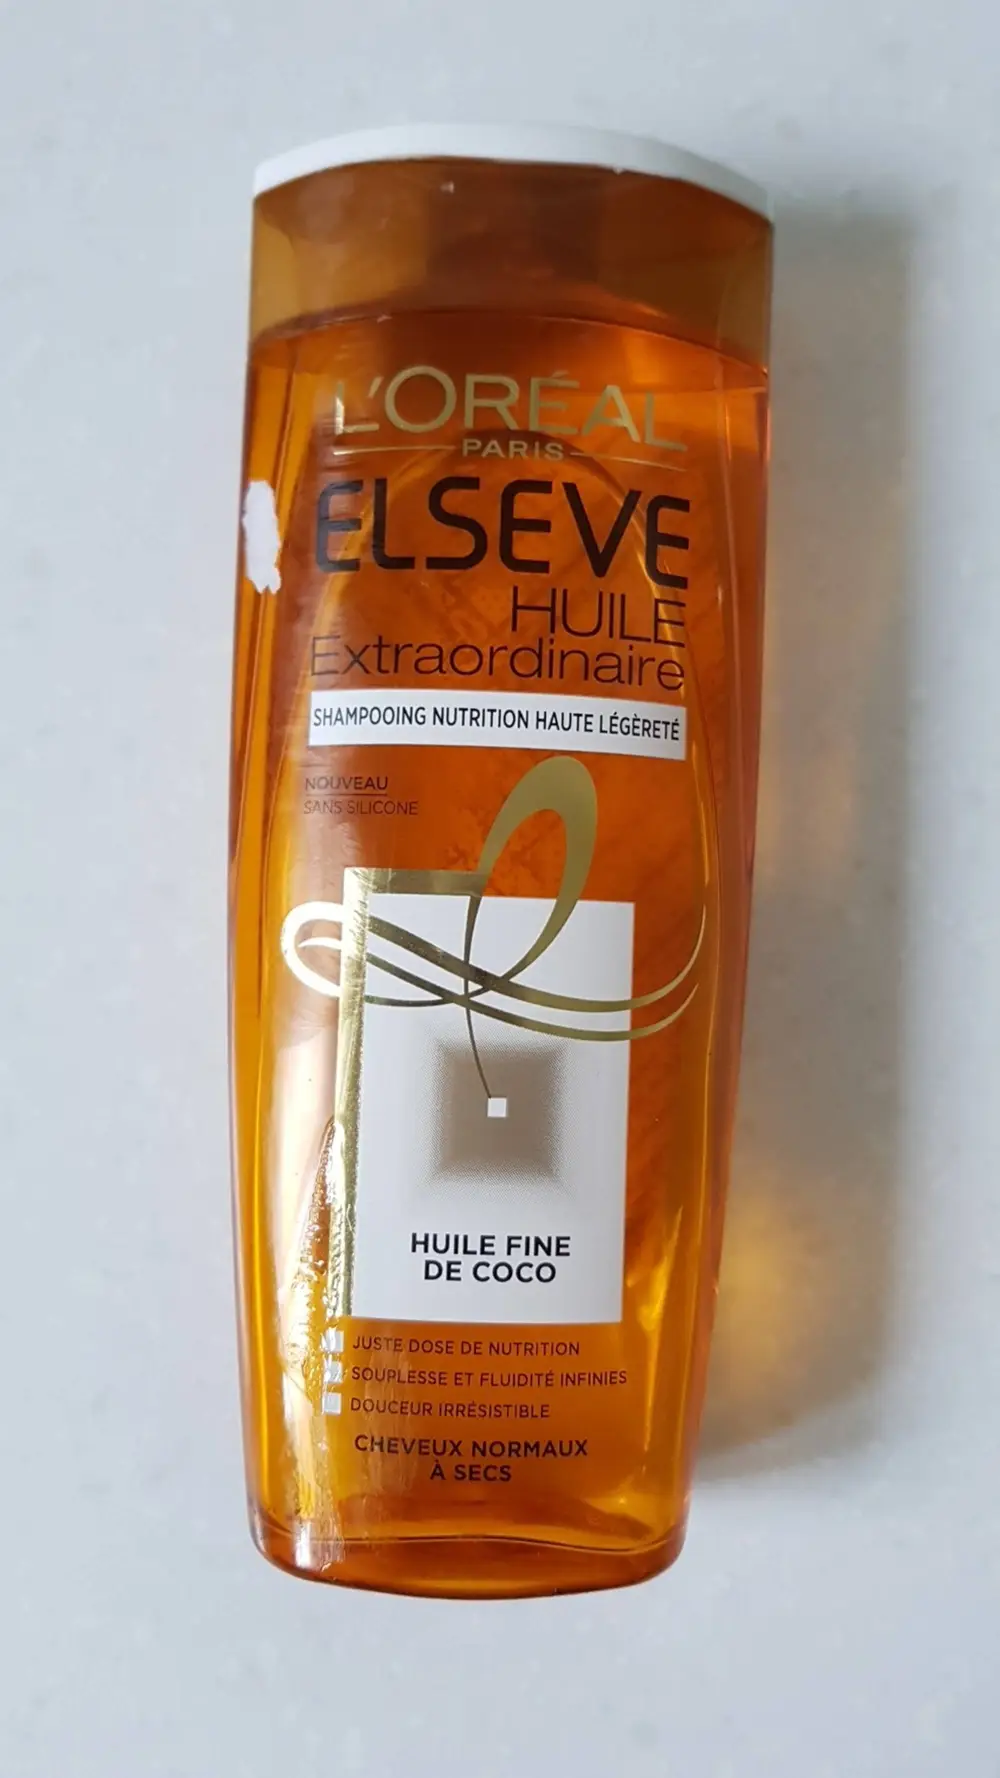 L'ORÉAL
PARIS
ELSEVE
HUILE
Extraordinaire
SHAMPOOING NUTRITION HAUTE LÉGÈRETÉ
NOUVEAU
SANS SILICONE
HUILE FINE
DE COCO
JUSTE DOSE DE NUTRITION
SOUPLESSE ET FLUIDITÉ INFINIES
DOUCEUR IRRÉSISTIBLE
CHEVEUX NORMAUX
À SECS